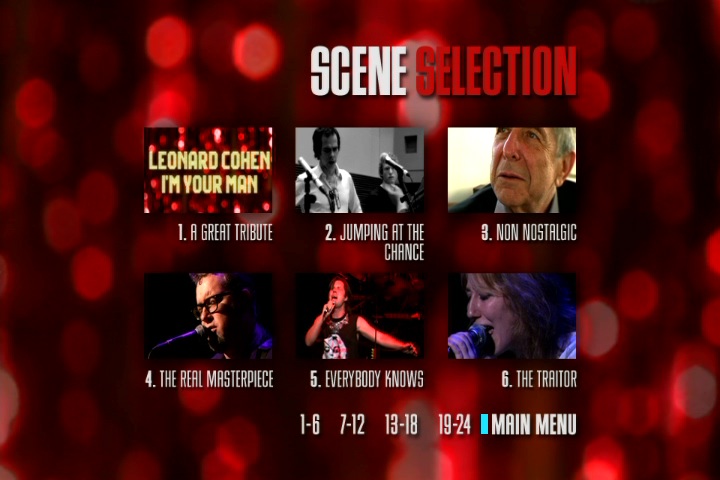 SCENE SELECTION
LEONARD COHEN
I'M YOUR MAN
1. A GREAT TRIBUTE
2. JUMPING AT THE
CHANCE
3. NON NOSTALGIC
4. THE REAL MASTERPIECE
5. EVERYBODY KNOWS
6. THE TRAITOR
1-6 7-12 13-18 19-24 MAIN MENU